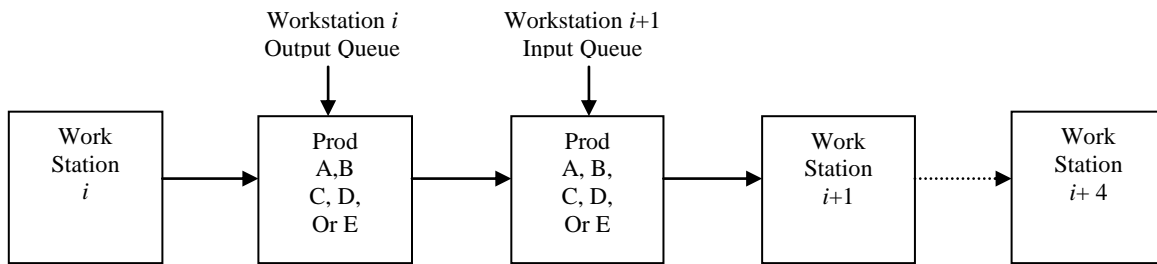 Workstation i
Output Queue
Workstation i+1
Input Queue
Work
Station
i
Prod
A,B
C, D,
Or E
Prod
A, B,
C, D,
Or E
Work
Station
i+1
Work
Station
i+ 4